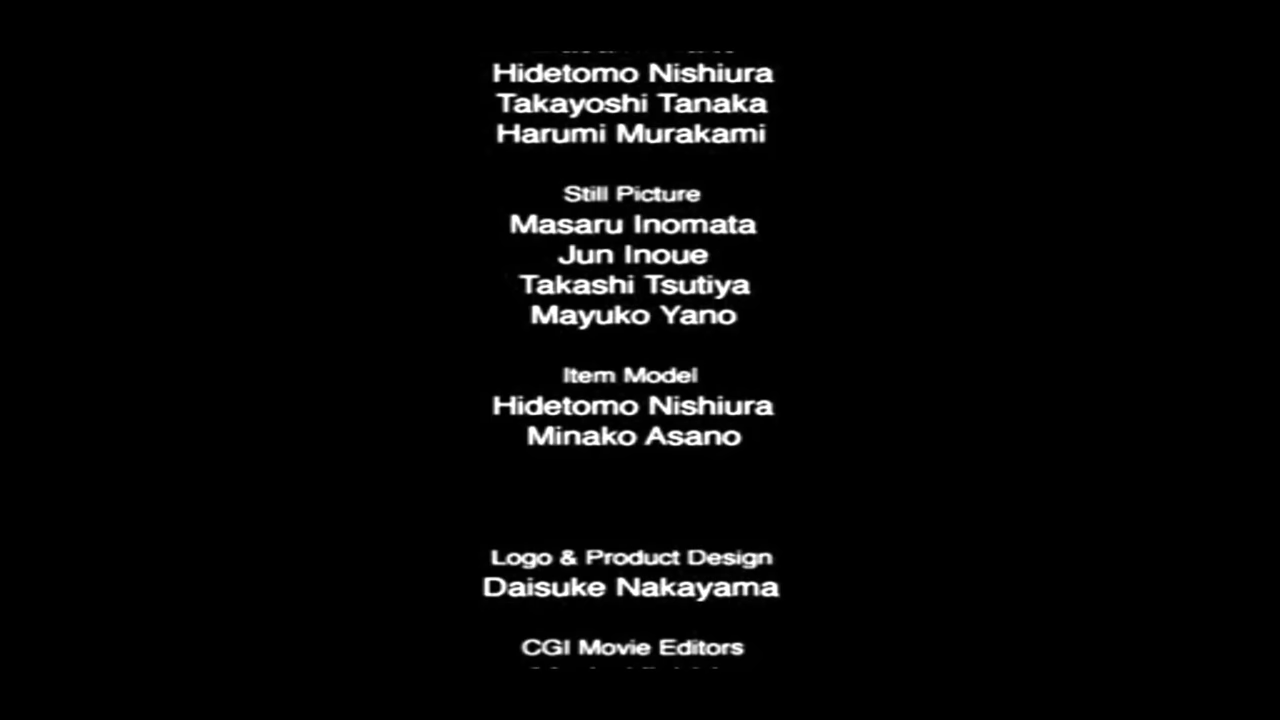 Hidetomo Nishiura
Takayoshi Tanaka
Harumi Murakami
Still Picture
Masaru Inomata
Jun Inoue
Takashi Tsutiya
Mayuko Yano
Item Model
Hidetomo Nishiura
Minako Asano
Logo & Product Design
Daisuke Nakayama
CGI Movie Editors